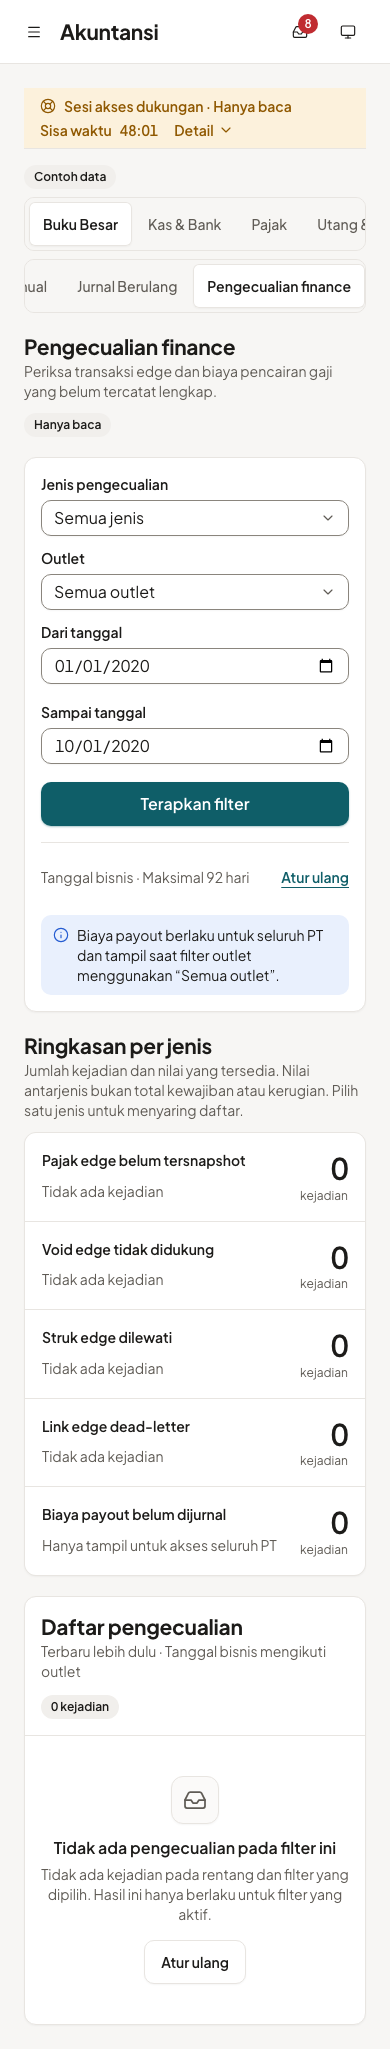 Akuntansi
8
Sesi akses dukungan · Hanya baca
Sisa waktu 48:01 Detail
Contoh data
Buku Besar Kas & Bank Pajak Utang &
Jurnal Berulang Pengecualian finance
Pengecualian finance
Periksa transaksi edge dan biaya pencairan gaji
yang belum tercatat lengkap.
Hanya baca
Jenis pengecualian
Semua jenis
Outlet
Semua outlet
Dari tanggal
01/01/2020
Sampai tanggal
10/01/2020
Terapkan filter
Tanggal bisnis · Maksimal 92 hari Atur ulang
Biaya payout berlaku untuk seluruh PT
dan tampil saat filter outlet
menggunakan “Semua outlet”.
Ringkasan per jenis
Jumlah kejadian dan nilai yang tersedia. Nilai
antarjenis bukan total kewajiban atau kerugian. Pilih
satu jenis untuk menyaring daftar.
Pajak edge belum tersnapshot
Tidak ada kejadian
0
kejadian
Void edge tidak didukung
Tidak ada kejadian
0
kejadian
Struk edge dilewati
Tidak ada kejadian
0
kejadian
Link edge dead-letter
Tidak ada kejadian
0
kejadian
Biaya payout belum dijurnal
Hanya tampil untuk akses seluruh PT
0
kejadian
Daftar pengecualian
Terbaru lebih dulu · Tanggal bisnis mengikuti
outlet
0 kejadian
Tidak ada pengecualian pada filter ini
Tidak ada kejadian pada rentang dan filter yang
dipilih. Hasil ini hanya berlaku untuk filter yang
aktif.
Atur ulang